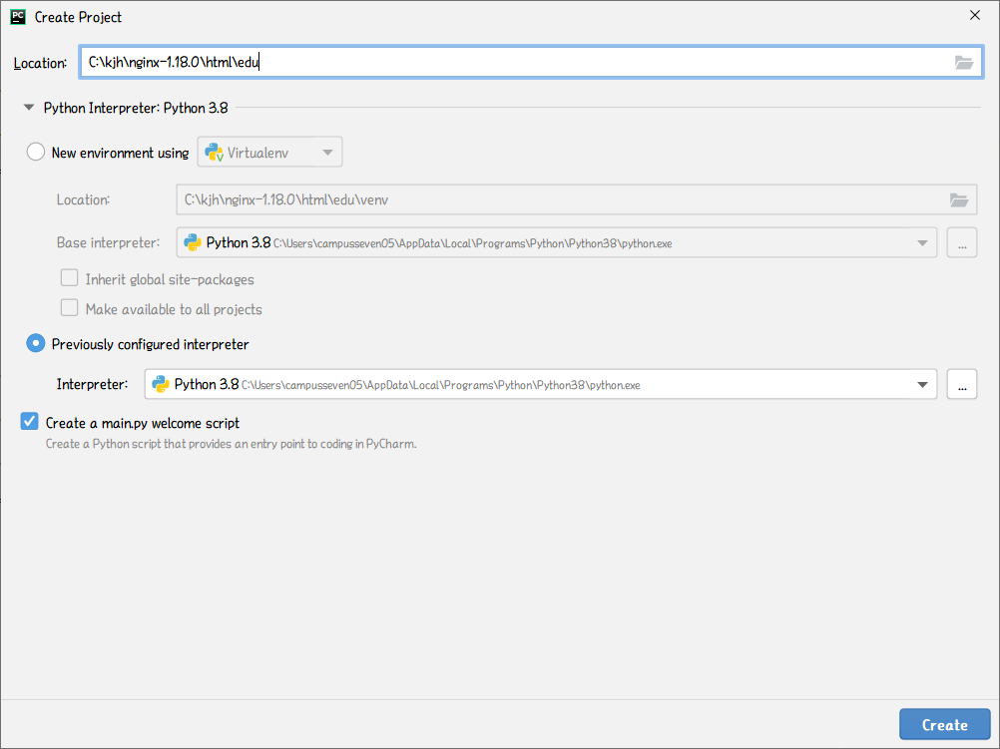 PC Create Project
Location: C:\kjh\nginx-1.18.0\html\edu
Python Interpreter: Python 3.8
New environment using Virtualenv
Location: C:\kjh\nginx-1.18.0\html\edu\venv
Base interpreter: Python 3.8 C:\Users\campusseven05\AppData\Local\Programs\Python\Python38\python.exe ...
Inherit global site-packages
Make available to all projects
Previously configured interpreter
Interpreter: Python 3.8 C:\Users\campusseven05\AppData\Local\Programs\Python\Python38\python.exe ...
Create a main.py welcome script
Create a Python script that provides an entry point to coding in PyCharm.
Create